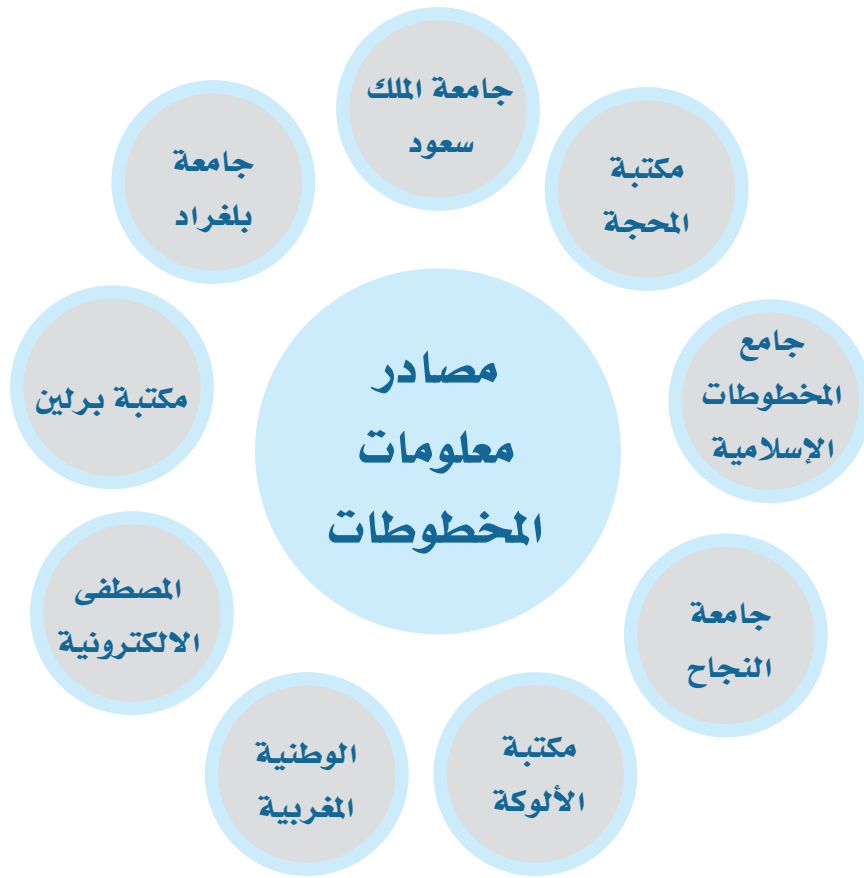 مصادر
معلومات
المخطوطات
جامعة الملك
سعود
مكتبة
المحجة
جامع
المخطوطات
الإسلامية
جامعة
النجاح
مكتبة
الألوكة
الوطنية
المغربية
المصطفى
الالكترونية
مكتبة برلين
جامعة
بلغراد